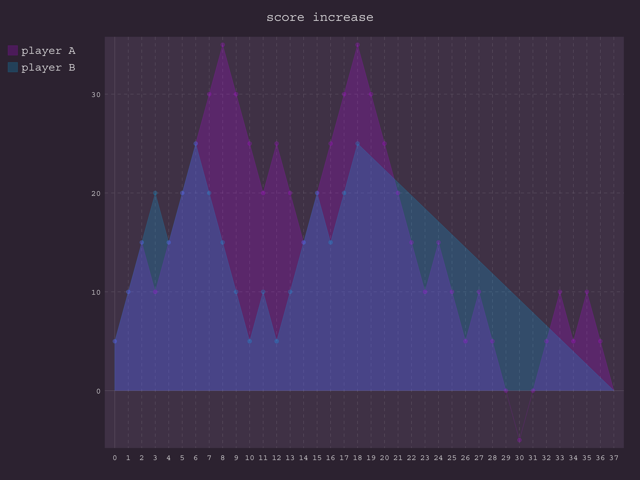 score increase
player A
player B
30
20
10
0
0 1 2 3 4 5 6 7 8 9 10 11 12 13 14 15 16 17 18 19 20 21 22 23 24 25 26 27 28 29 30 31 32 33 34 35 36 37